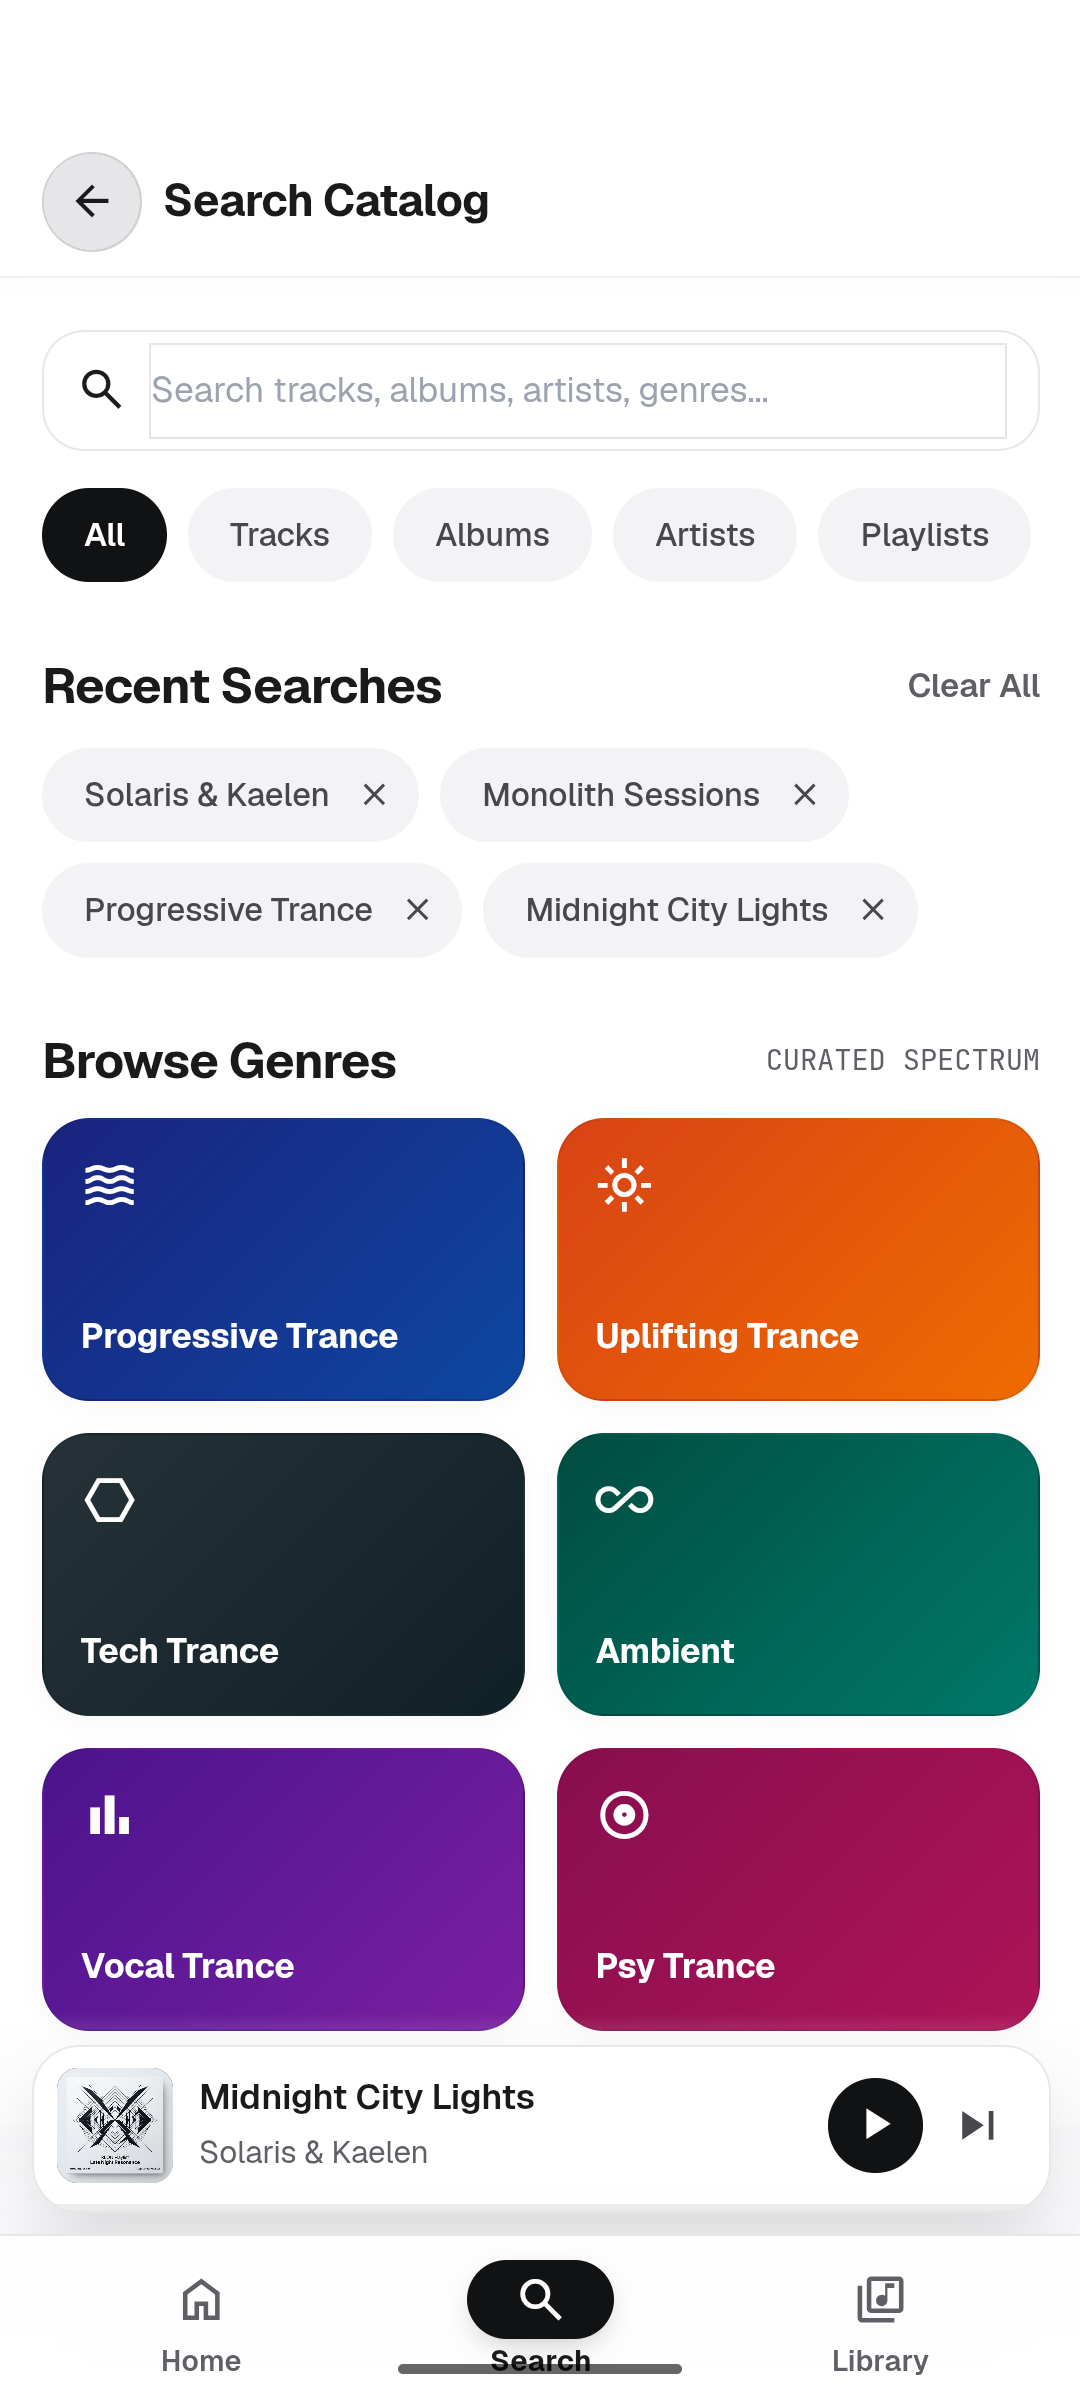 Search Catalog
Search tracks, albums, artists, genres...
All
Tracks
Albums
Artists
Playlists
Recent Searches
Clear All
Solaris & Kaelen
Monolith Sessions
Progressive Trance
Midnight City Lights
Browse Genres
CURATED SPECTRUM
Progressive Trance
Uplifting Trance
Tech Trance
Ambient
Vocal Trance
Psy Trance
Midnight City Lights
Solaris & Kaelen
Home
Search
Library